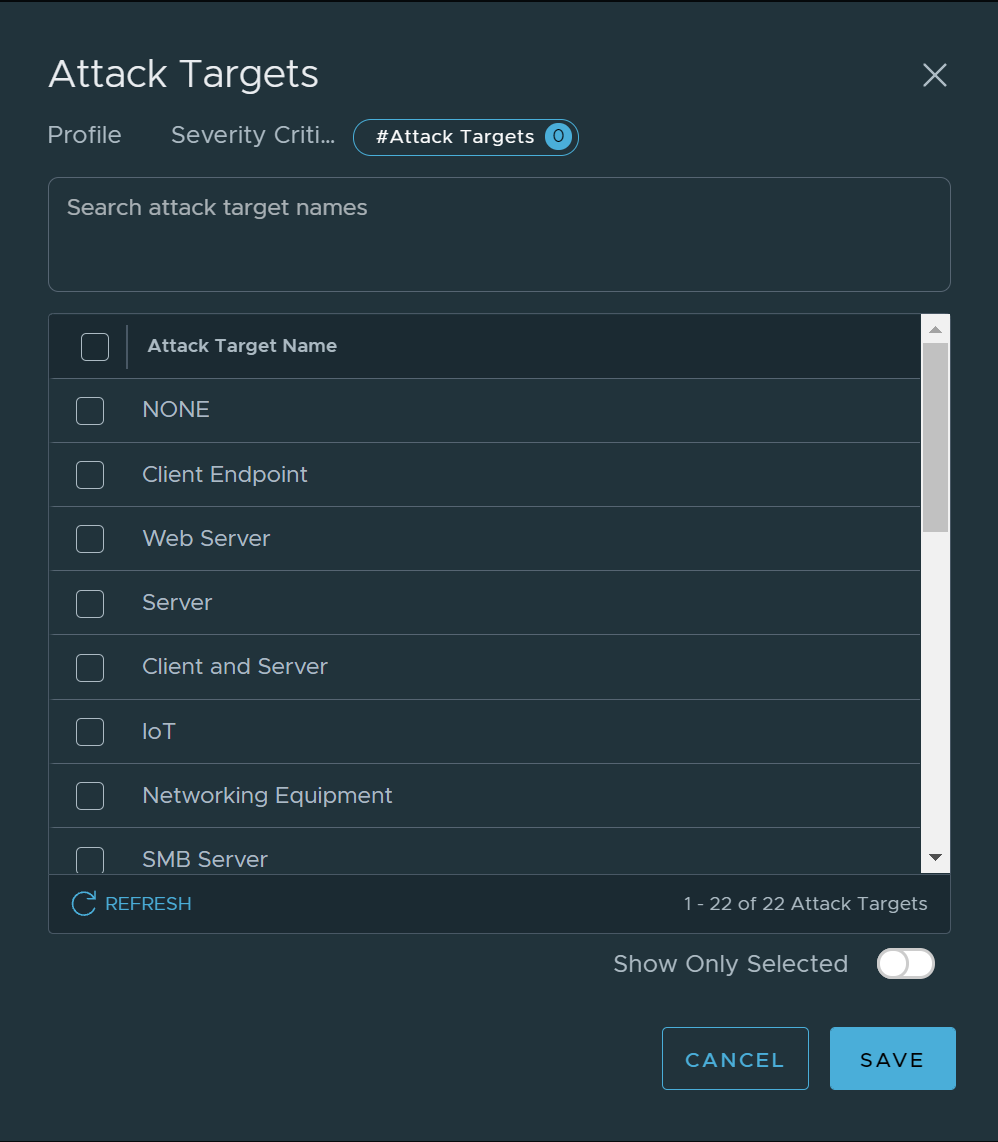 Attack Targets
Profile Severity Criti... #Attack Targets 0
Search attack target names
Attack Target Name
NONE
Client Endpoint
Web Server
Server
Client and Server
IoT
Networking Equipment
SMB Server
REFRESH 1 - 22 of 22 Attack Targets
Show Only Selected
CANCEL SAVE